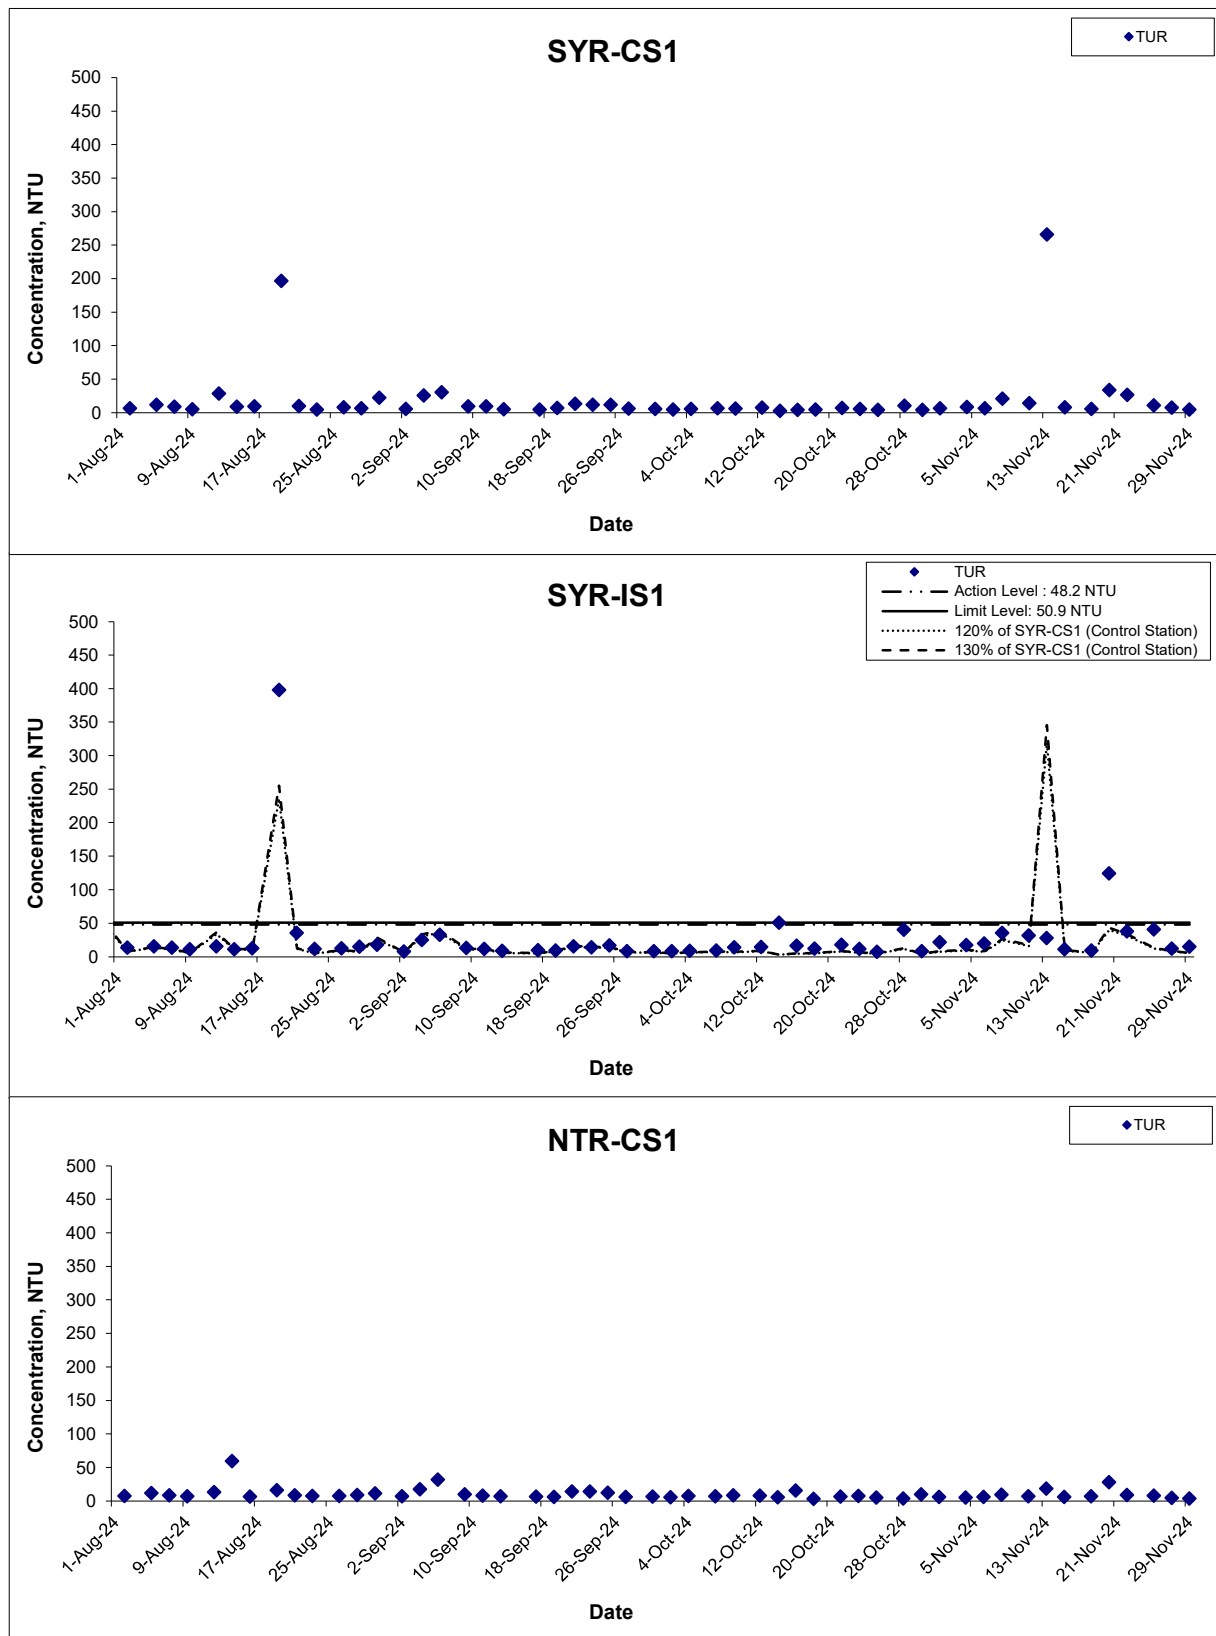 SYR-CS1
TUR
Concentration, NTU
500
450
400
350
300
250
200
150
100
50
0
1-Aug-24
9-Aug-24
17-Aug-24
25-Aug-24
2-Sep-24
10-Sep-24
18-Sep-24
26-Sep-24
4-Oct-24
12-Oct-24
20-Oct-24
28-Oct-24
5-Nov-24
13-Nov-24
21-Nov-24
29-Nov-24
Date
SYR-IS1
TUR
Action Level : 48.2 NTU
Limit Level: 50.9 NTU
120% of SYR-CS1 (Control Station)
130% of SYR-CS1 (Control Station)
Concentration, NTU
500
450
400
350
300
250
200
150
100
50
0
1-Aug-24
9-Aug-24
17-Aug-24
25-Aug-24
2-Sep-24
10-Sep-24
18-Sep-24
26-Sep-24
4-Oct-24
12-Oct-24
20-Oct-24
28-Oct-24
5-Nov-24
13-Nov-24
21-Nov-24
29-Nov-24
Date
NTR-CS1
TUR
Concentration, NTU
500
450
400
350
300
250
200
150
100
50
0
1-Aug-24
9-Aug-24
17-Aug-24
25-Aug-24
2-Sep-24
10-Sep-24
18-Sep-24
26-Sep-24
4-Oct-24
12-Oct-24
20-Oct-24
28-Oct-24
5-Nov-24
13-Nov-24
21-Nov-24
29-Nov-24
Date